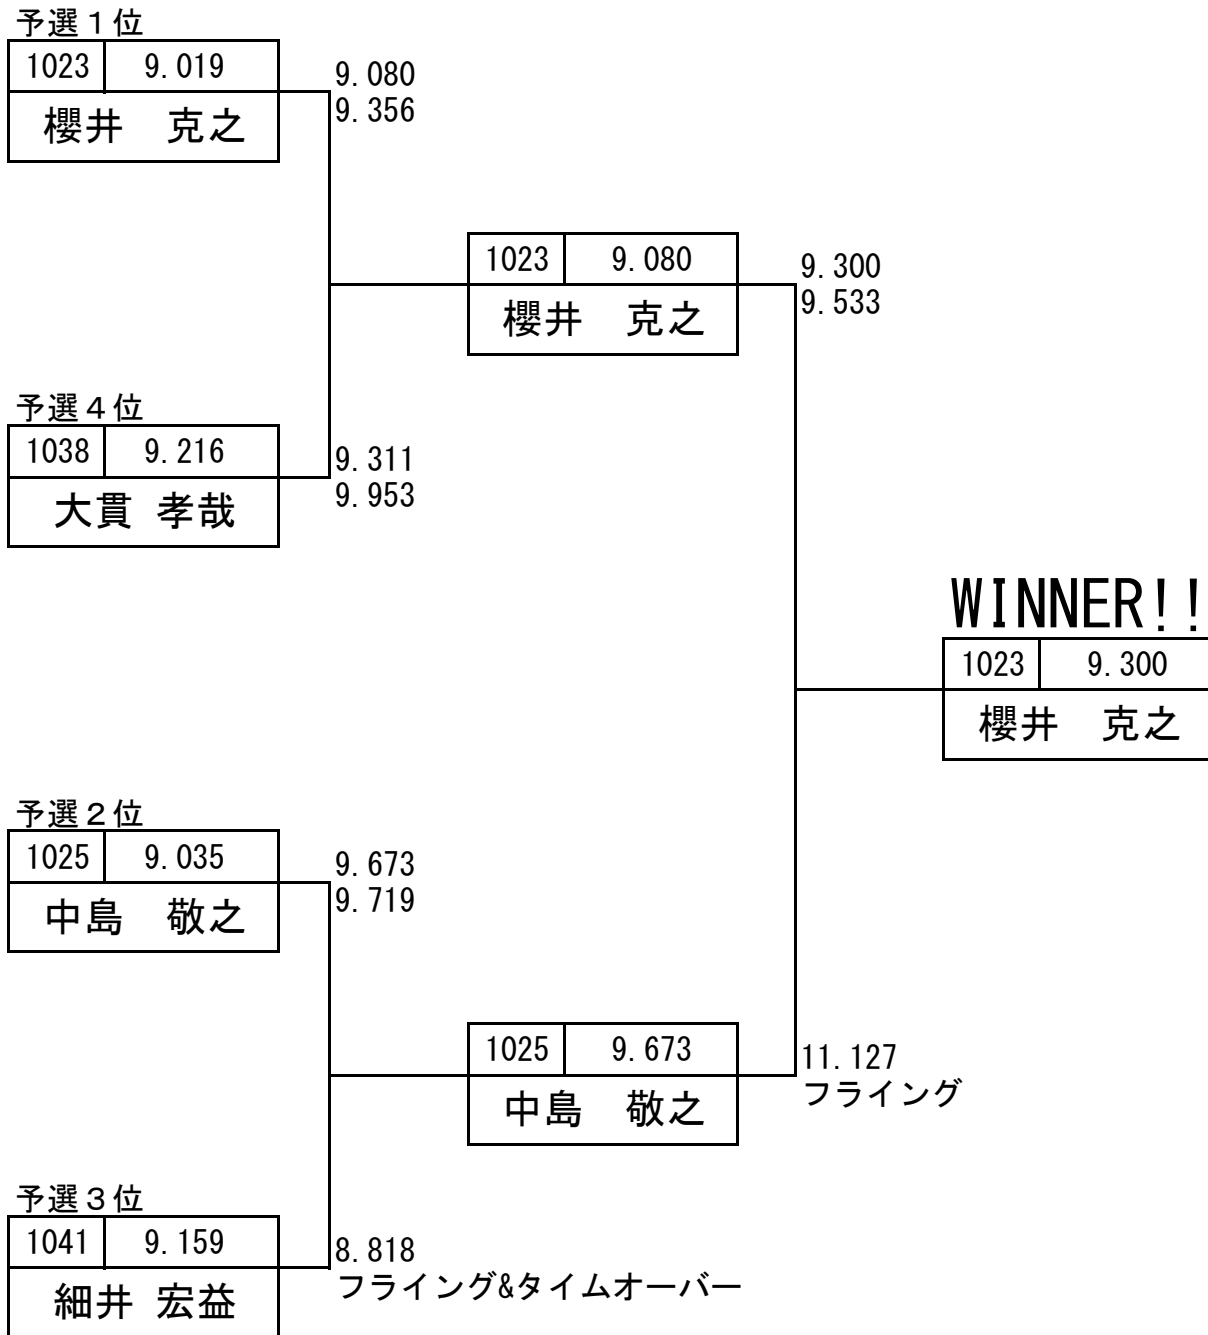 予選１位
1023 9.019
櫻井　克之
9.080
9.356
1023 9.080
櫻井　克之
9.300
9.533
予選４位
1038 9.216
大貫 孝哉
9.311
9.953
WINNER!!
1023 9.300
櫻井　克之
予選２位
1025 9.035
中島　敬之
9.673
9.719
1025 9.673
中島　敬之
11.127
フライング
予選３位
1041 9.159
細井 宏益
8.818
フライング&タイムオーバー